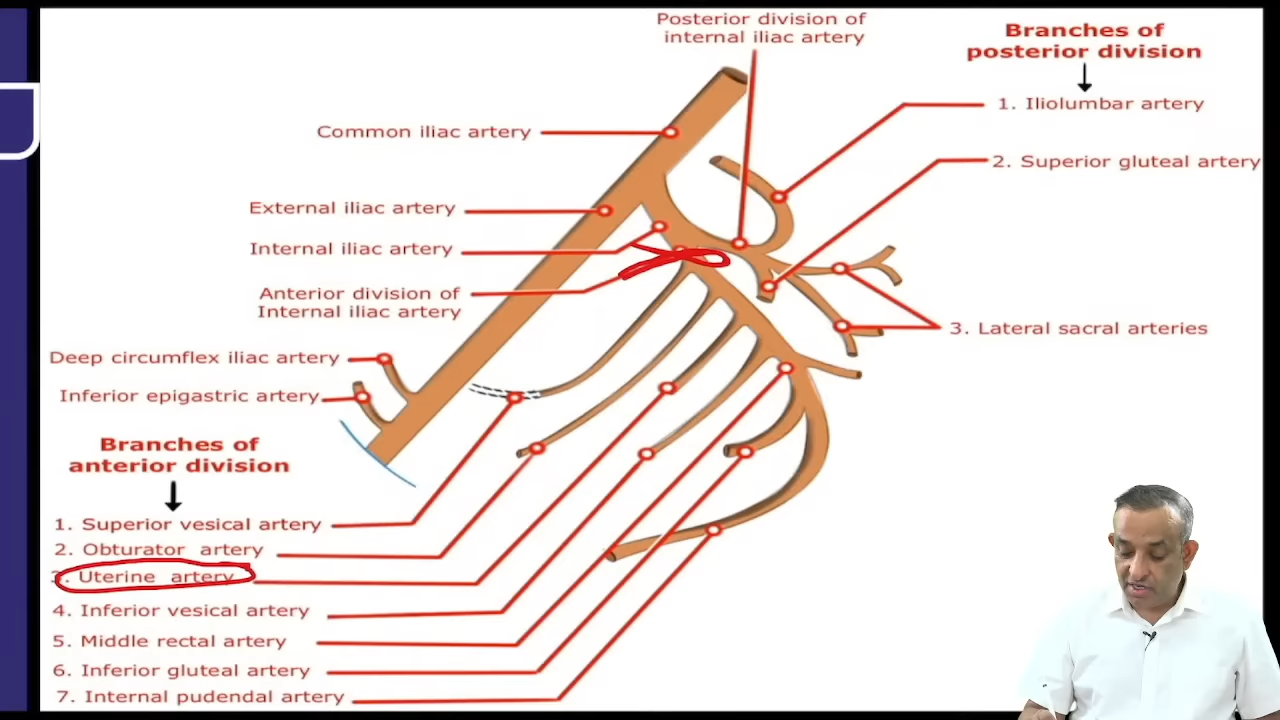 Posterior division of
internal iliac artery
Branches of
posterior division
1. Iliolumbar artery
Common iliac artery
2. Superior gluteal artery
External iliac artery
Internal iliac artery
Anterior division of
Internal iliac artery
3. Lateral sacral arteries
Deep circumflex iliac artery
Inferior epigastric artery
Branches of
anterior division
1. Superior vesical artery
2. Obturator artery
3. Uterine artery
4. Inferior vesical artery
5. Middle rectal artery
6. Inferior gluteal artery
7. Internal pudendal artery